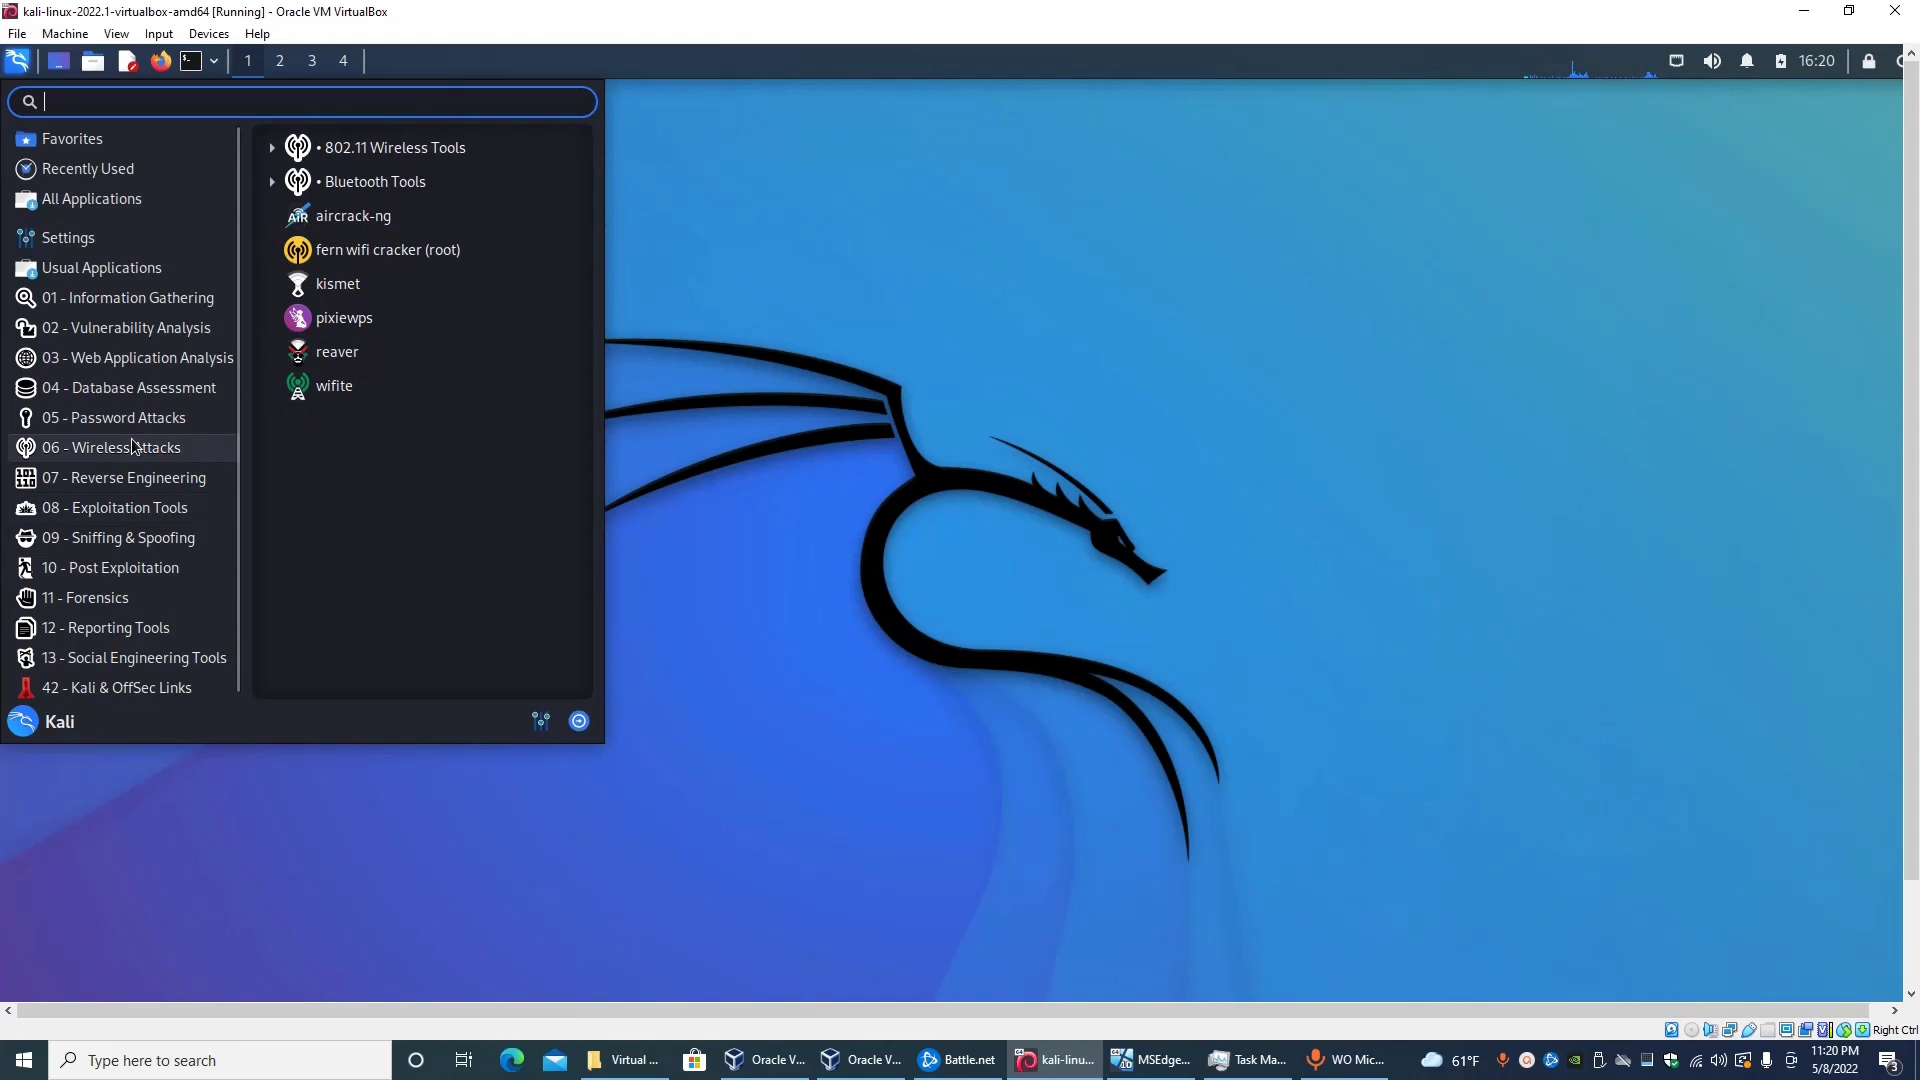 kali-linux-2022.1-virtualbox-amd64 [Running] - Oracle VM VirtualBox
File Machine View Input Devices Help
1 2 3 4
16:20
Favorites
Recently Used
All Applications
Settings
Usual Applications
01 - Information Gathering
02 - Vulnerability Analysis
03 - Web Application Analysis
04 - Database Assessment
05 - Password Attacks
06 - Wireless Attacks
07 - Reverse Engineering
08 - Exploitation Tools
09 - Sniffing & Spoofing
10 - Post Exploitation
11 - Forensics
12 - Reporting Tools
13 - Social Engineering Tools
42 - Kali & OffSec Links
• 802.11 Wireless Tools
• Bluetooth Tools
aircrack-ng
fern wifi cracker (root)
kismet
pixiewps
reaver
wifite
Kali
Right Ctrl
Type here to search
Virtual ...
Oracle V...
Oracle V...
Battle.net
kali-linu...
MSEdge...
Task Ma...
WO Mic...
61°F
11:20 PM
5/8/2022
3